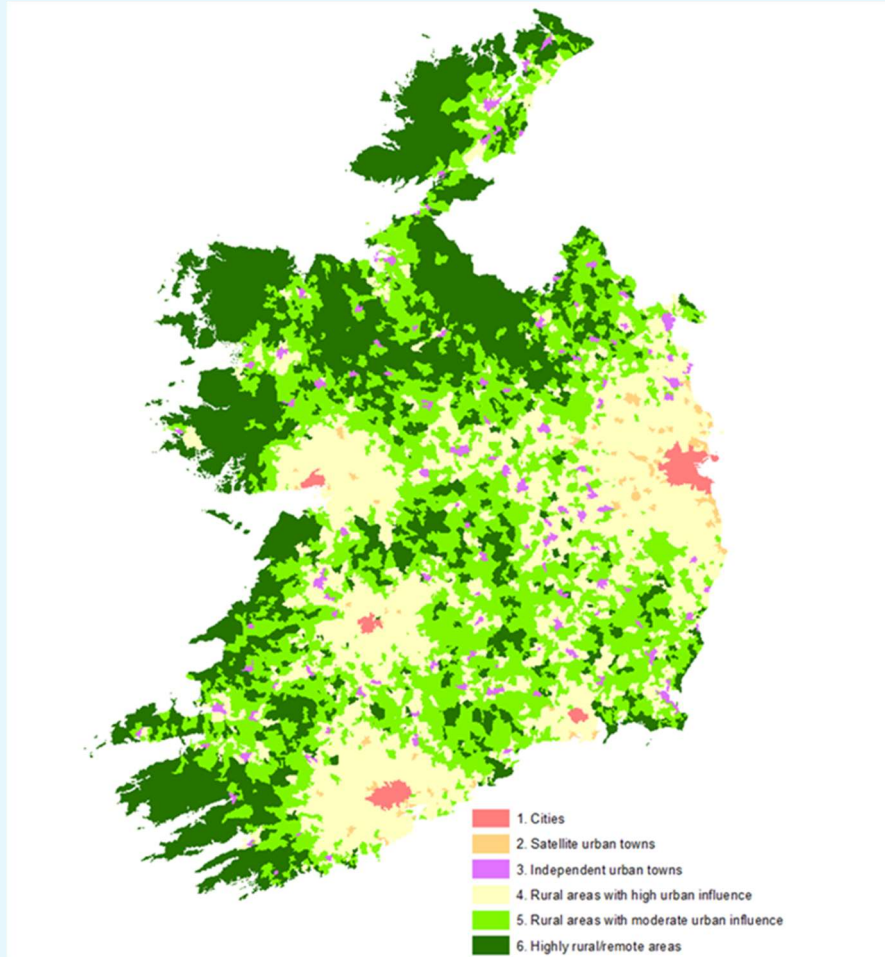 1. Cities
2. Satellite urban towns
3. Independent urban towns
4. Rural areas with high urban influence
5. Rural areas with moderate urban influence
6. Highly rural/remote areas